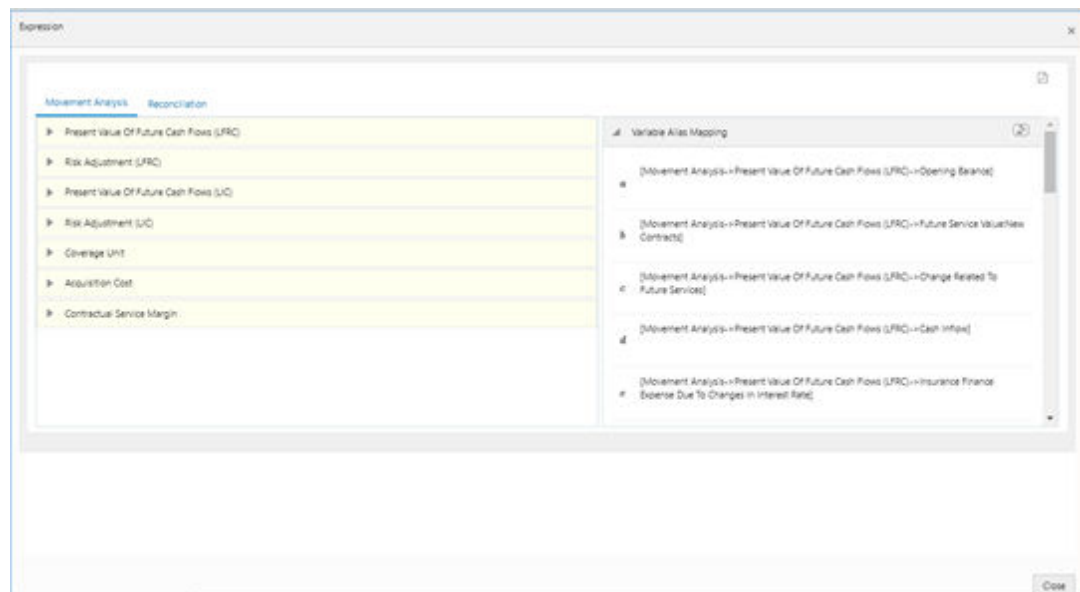 Expression
Movement Analysis Reconciliation
Present Value Of Future Cash Flows (LFRC)
Risk Adjustment (LFRC)
Present Value Of Future Cash Flows (LIC)
Risk Adjustment (LIC)
Coverage Unit
Acquisition Cost
Contractual Service Margin
Variable Alias Mapping
[Movement Analysis->Present Value Of Future Cash Flows (LFRC)->Opening Balance]
a
[Movement Analysis->Present Value Of Future Cash Flows (LFRC)->Future Service Value:New
b Contracts]
[Movement Analysis->Present Value Of Future Cash Flows (LFRC)->Change Related To
c Future Services]
[Movement Analysis->Present Value Of Future Cash Flows (LFRC)->Cash Inflow]
d
[Movement Analysis->Present Value Of Future Cash Flows (LFRC)->Insurance Finance
e Expense Due To Changes In Interest Rate]
Close